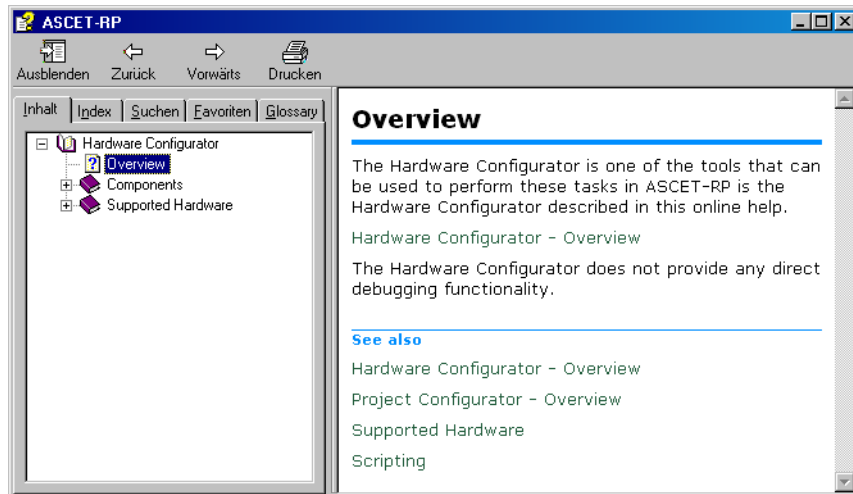 ASCET-RP
Ausblenden Zurück Vorwärts Drucken
Inhalt Index Suchen Favoriten Glossary
Hardware Configurator
Overview
Components
Supported Hardware
Overview
The Hardware Configurator is one of the tools that can
be used to perform these tasks in ASCET-RP is the
Hardware Configurator described in this online help.
Hardware Configurator - Overview
The Hardware Configurator does not provide any direct
debugging functionality.
See also
Hardware Configurator - Overview
Project Configurator - Overview
Supported Hardware
Scripting